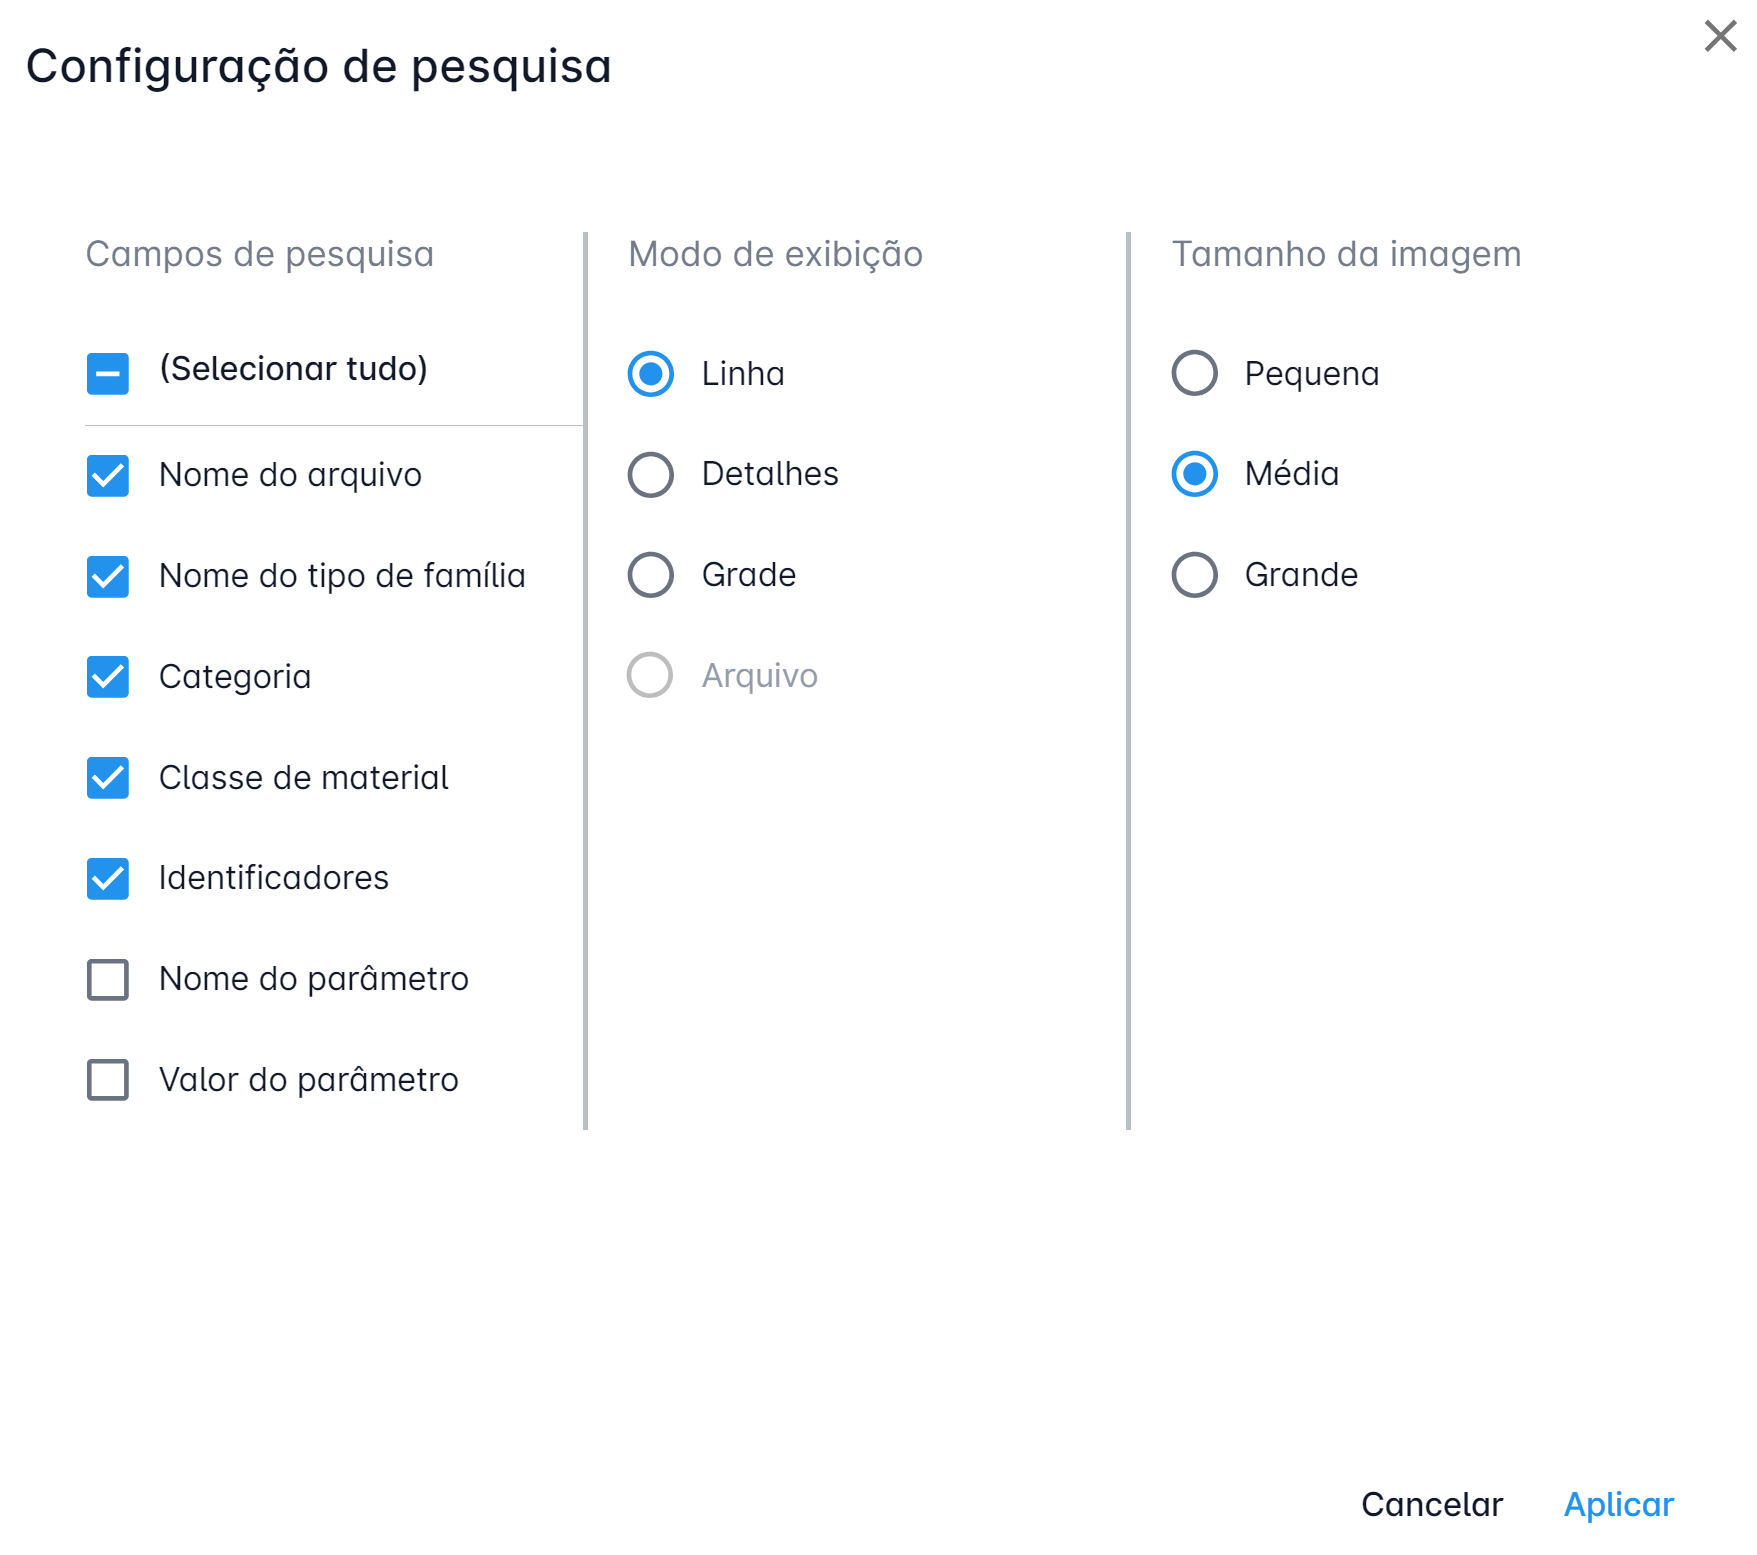 Configuração de pesquisa
Campos de pesquisa
(Selecionar tudo)
Nome do arquivo
Nome do tipo de família
Categoria
Classe de material
Identificadores
Nome do parâmetro
Valor do parâmetro
Modo de exibição
Linha
Detalhes
Grade
Arquivo
Tamanho da imagem
Pequena
Média
Grande
Cancelar
Aplicar